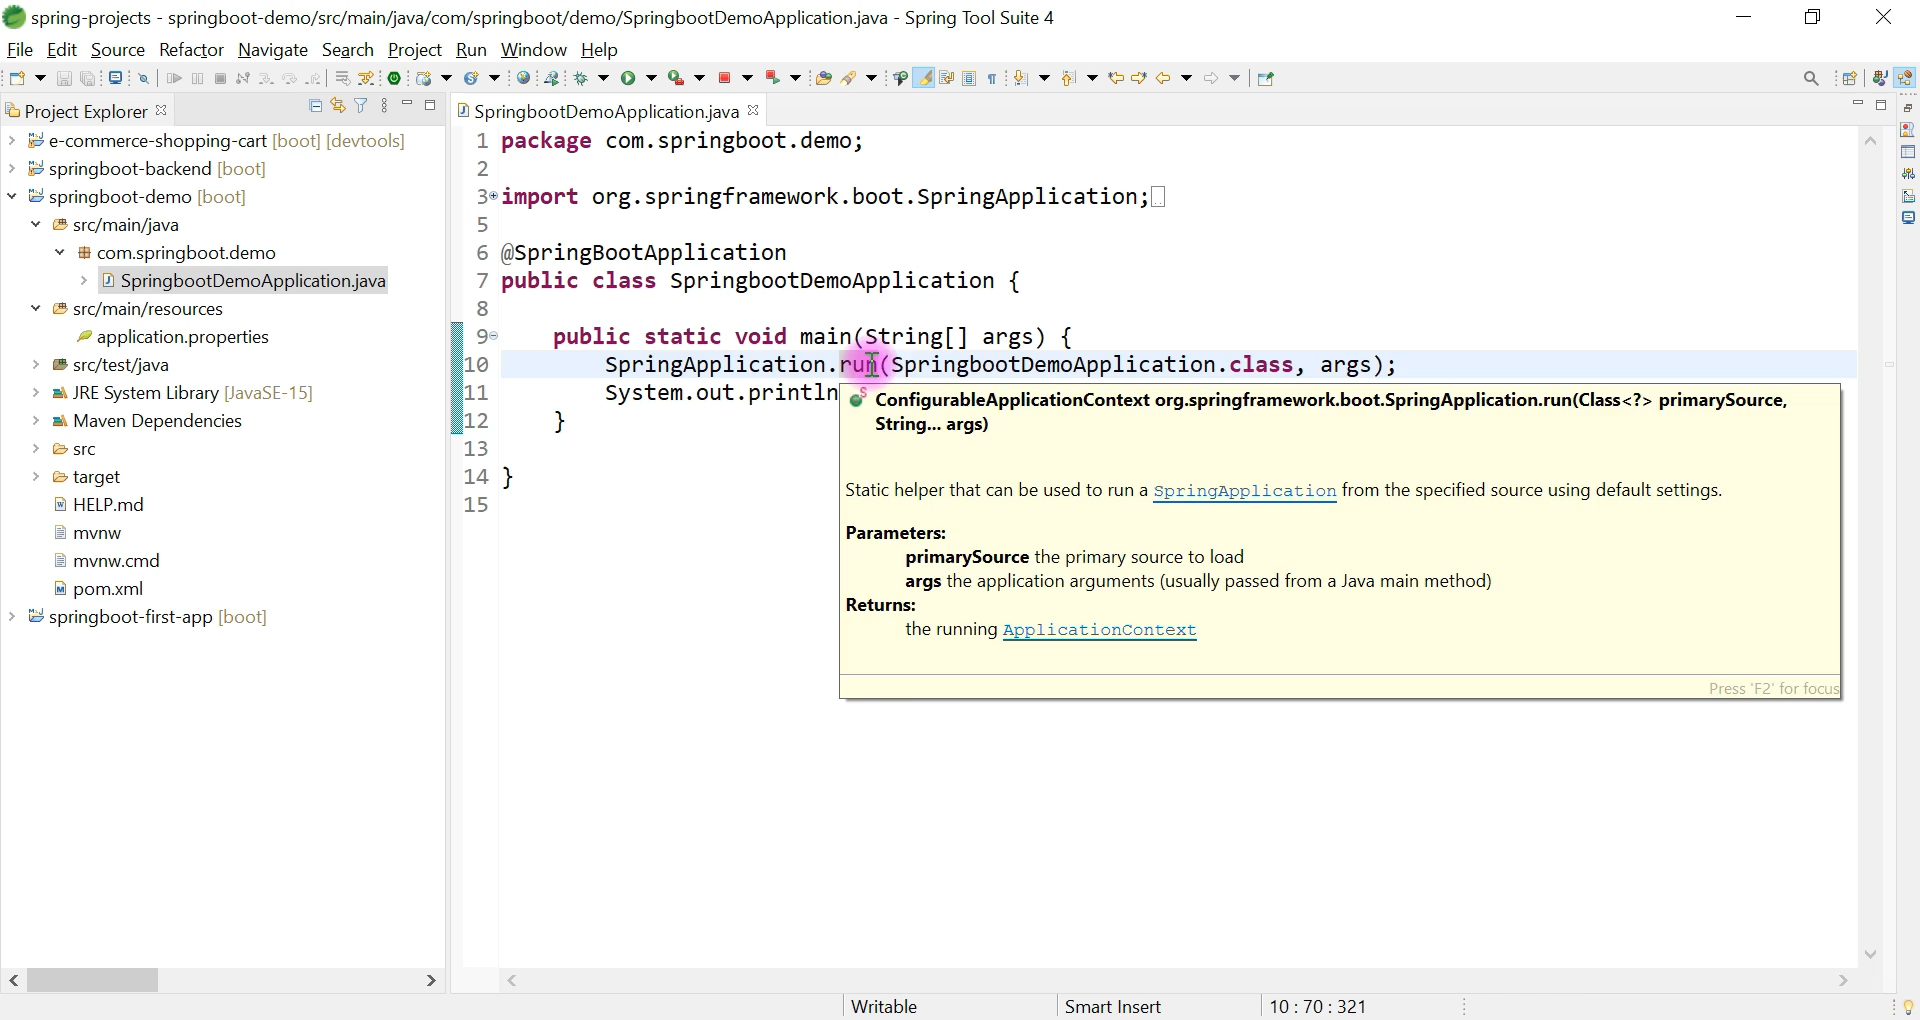 spring-projects - springboot-demo/src/main/java/com/springboot/demo/SpringbootDemoApplication.java - Spring Tool Suite 4
File Edit Source Refactor Navigate Search Project Run Window Help
Project Explorer
e-commerce-shopping-cart [boot] [devtools]
springboot-backend [boot]
springboot-demo [boot]
src/main/java
com.springboot.demo
SpringbootDemoApplication.java
src/main/resources
application.properties
src/test/java
JRE System Library [JavaSE-15]
Maven Dependencies
src
target
HELP.md
mvnw
mvnw.cmd
pom.xml
springboot-first-app [boot]
SpringbootDemoApplication.java
1 package com.springboot.demo;
2
3 import org.springframework.boot.SpringApplication;
5
6 @SpringBootApplication
7 public class SpringbootDemoApplication {
8
9 public static void main(String[] args) {
10 SpringApplication.run(SpringbootDemoApplication.class, args);
11 System.out.println
12 }
13
14 }
15
ConfigurableApplicationContext org.springframework.boot.SpringApplication.run(Class<?> primarySource,
String... args)
Static helper that can be used to run a SpringApplication from the specified source using default settings.
Parameters:
primarySource the primary source to load
args the application arguments (usually passed from a Java main method)
Returns:
the running ApplicationContext
Press 'F2' for focus
Writable Smart Insert 10 : 70 : 321